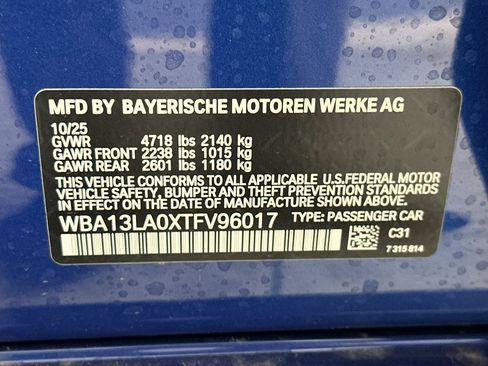 MFD BY BAYERISCHE MOTOREN WERKE AG
10/25
GVWR 4718 lbs 2140 kg
GAWR FRONT 2238 lbs 1015 kg
GAWR REAR 2601 lbs 1180 kg
THIS VEHICLE CONFORMS TO ALL APPLICABLE U.S.FEDERAL MOTOR
VEHICLE SAFETY, BUMPER AND THEFT PREVENTION STANDARDS
IN EFFECT ON THE DATE OF MANUFACTURE SHOWN ABOVE.
WBA13LA0XTFV96017 TYPE: PASSENGER CAR
C31
7 315 814